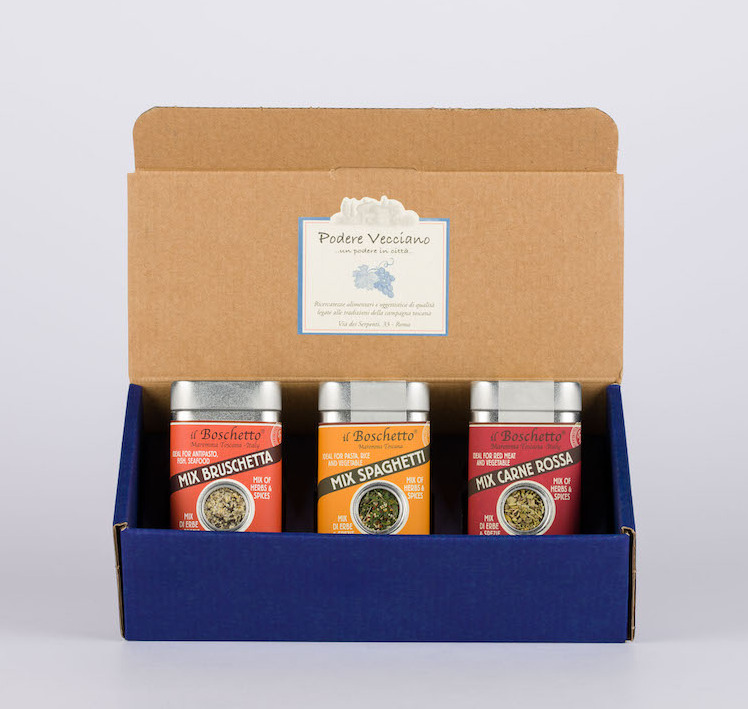 Podere Vecciano
...un podere in città...
Ricercatezze alimentari e oggettistica di qualità
legate alle tradizioni della campagna toscana
Via dei Serpenti, 33 - Roma
il Boschetto
Maremma Toscana - Italy
IDEAL FOR ANTIPASTO,
FISH, SEAFOOD
MIX BRUSCHETTA
MIX OF
HERBS &
SPICES
MIX
DI ERBE
il Boschetto
Maremma Toscana - Italy
IDEAL FOR PASTA, RICE
AND VEGETABLE
MIX SPAGHETTI
MIX OF
HERBS &
SPICES
MIX
DI ERBE
il Boschetto
Maremma Toscana - Italy
IDEAL FOR RED MEAT
AND VEGETABLE
MIX CARNE ROSSA
MIX OF
HERBS &
SPICES
MIX
DI ERBE
& SPEZIE